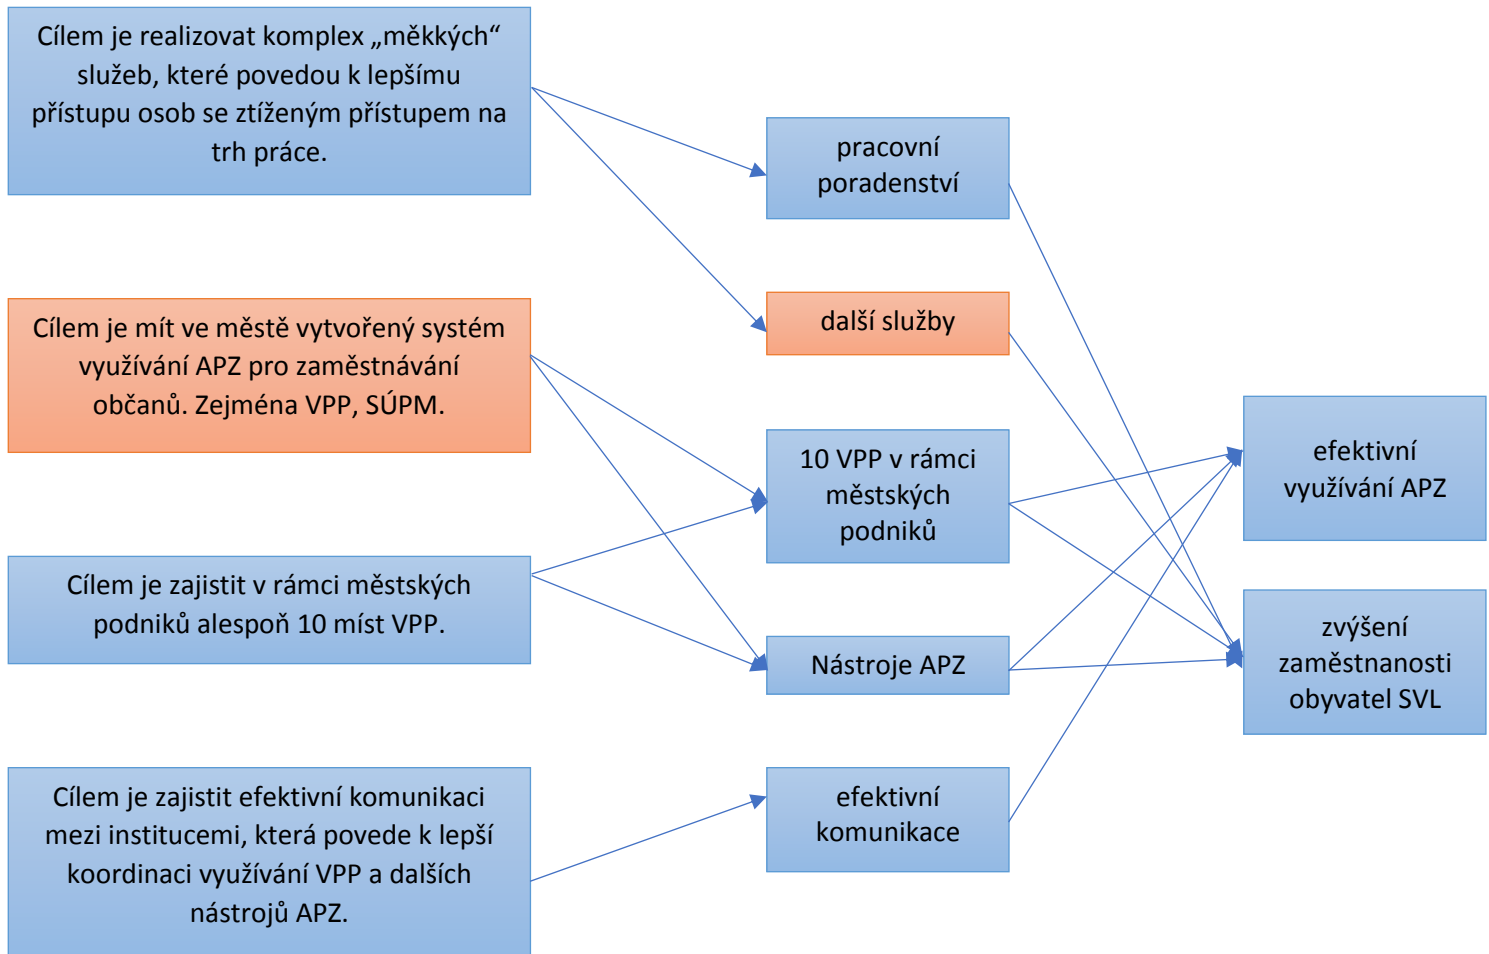 Cílem je realizovat komplex „měkkých“
služeb, které povedou k lepšímu
přístupu osob se ztíženým přístupem na
trh práce.
Cílem je mít ve městě vytvořený systém
využívání APZ pro zaměstnávání
občanů. Zejména VPP, SÚPM.
Cílem je zajistit v rámci městských
podniků alespoň 10 míst VPP.
Cílem je zajistit efektivní komunikaci
mezi institucemi, která povede k lepší
koordinaci využívání VPP a dalších
nástrojů APZ.
pracovní
poradenství
další služby
10 VPP v rámci
městských
podniků
Nástroje APZ
efektivní
komunikace
efektivní
využívání APZ
zvýšení
zaměstnanosti
obyvatel SVL